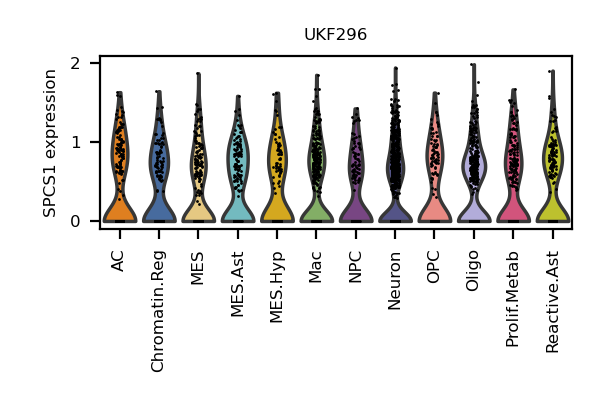 UKF296
SPCS1 expression
2
1
0
AC
Chromatin.Reg
MES
MES.Ast
MES.Hyp
Mac
NPC
Neuron
OPC
Oligo
Prolif.Metab
Reactive.Ast